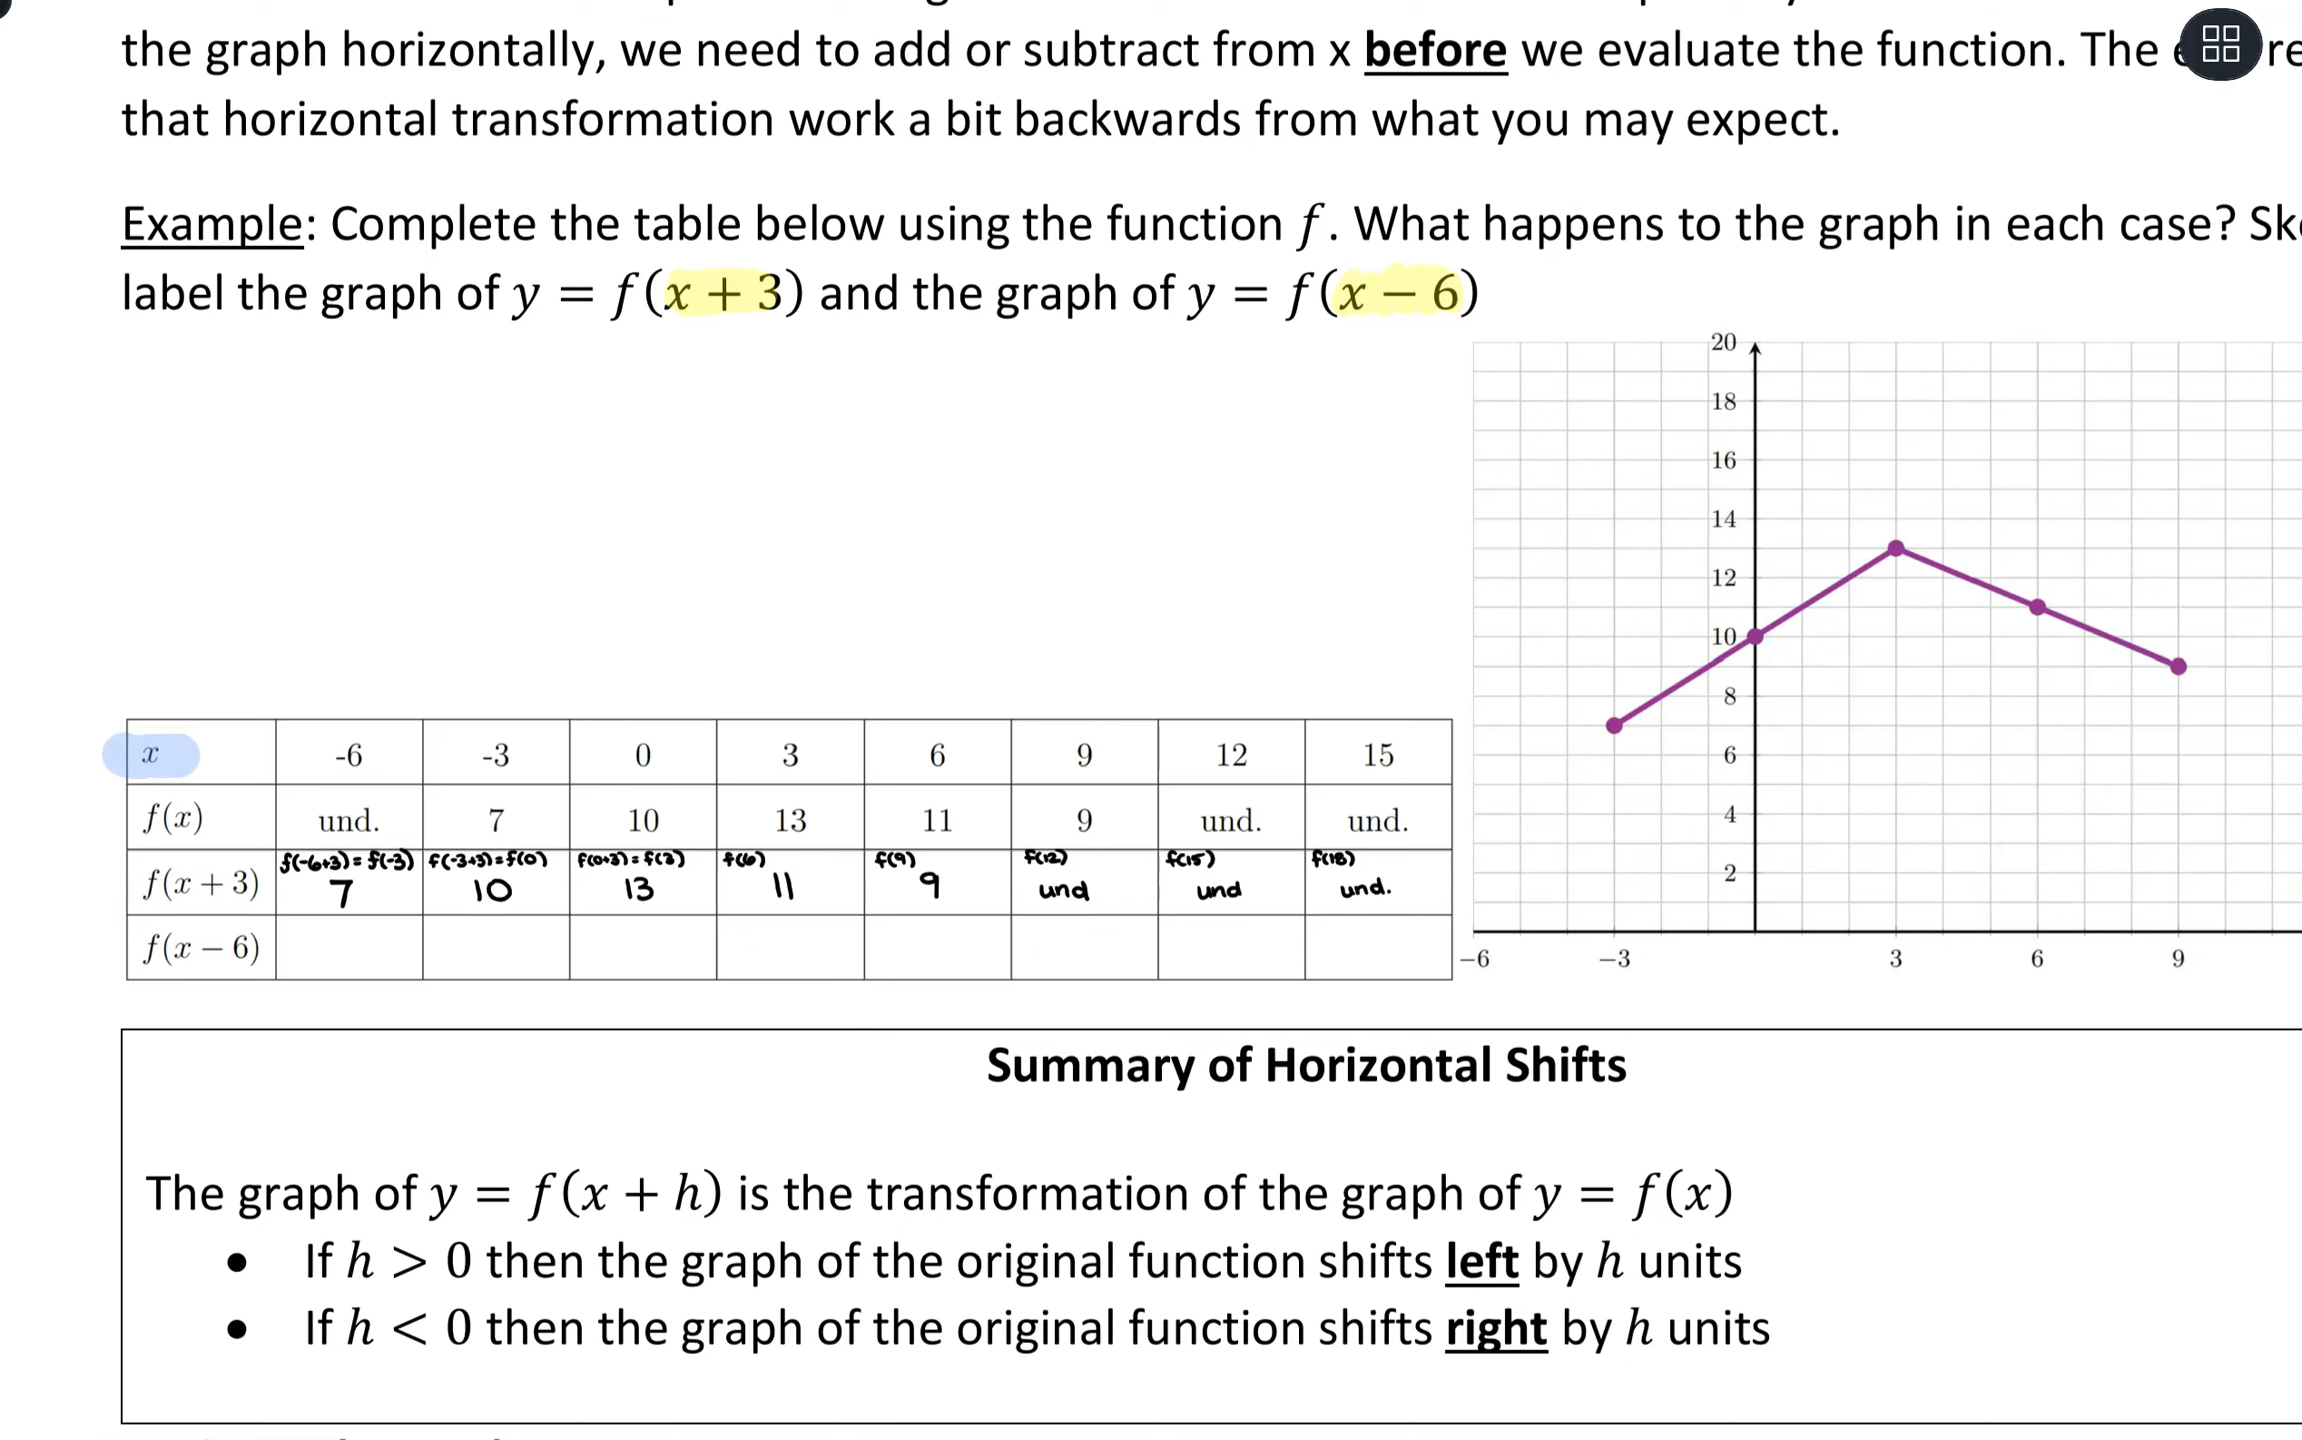 the graph horizontally, we need to add or subtract from x before we evaluate the function. The
that horizontal transformation work a bit backwards from what you may expect.
Example: Complete the table below using the function f. What happens to the graph in each case?
label the graph of y = f(x + 3) and the graph of y = f(x − 6)
20
18
16
14
12
10
8
6
4
2
−6 −3 3 6 9
x -6 -3 0 3 6 9 12 15
f(x) und. 7 10 13 11 9 und. und.
f(x + 3) f(-6+3) = f(-3) f(-3+3) = f(0) f(0+3) = f(3) f(6) f(9) f(12) f(15) f(18)
7 10 13 11 9 und und und.
f(x − 6)
Summary of Horizontal Shifts
The graph of y = f(x + h) is the transformation of the graph of y = f(x)
• If h > 0 then the graph of the original function shifts left by h units
• If h < 0 then the graph of the original function shifts right by h units